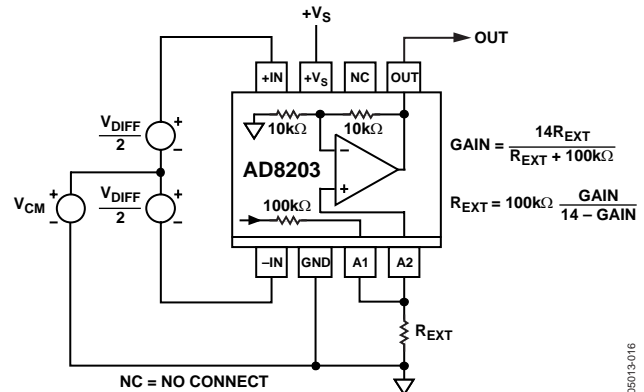 +VS
OUT
+IN
+VS
NC
OUT
10kΩ
10kΩ
VDIFF
2
+
−
AD8203
−
+
GAIN = 14REXT
REXT + 100kΩ
VCM
+
−
VDIFF
2
+
−
100kΩ
REXT = 100kΩ GAIN
14 – GAIN
–IN
GND
A1
A2
REXT
NC = NO CONNECT
05013-016